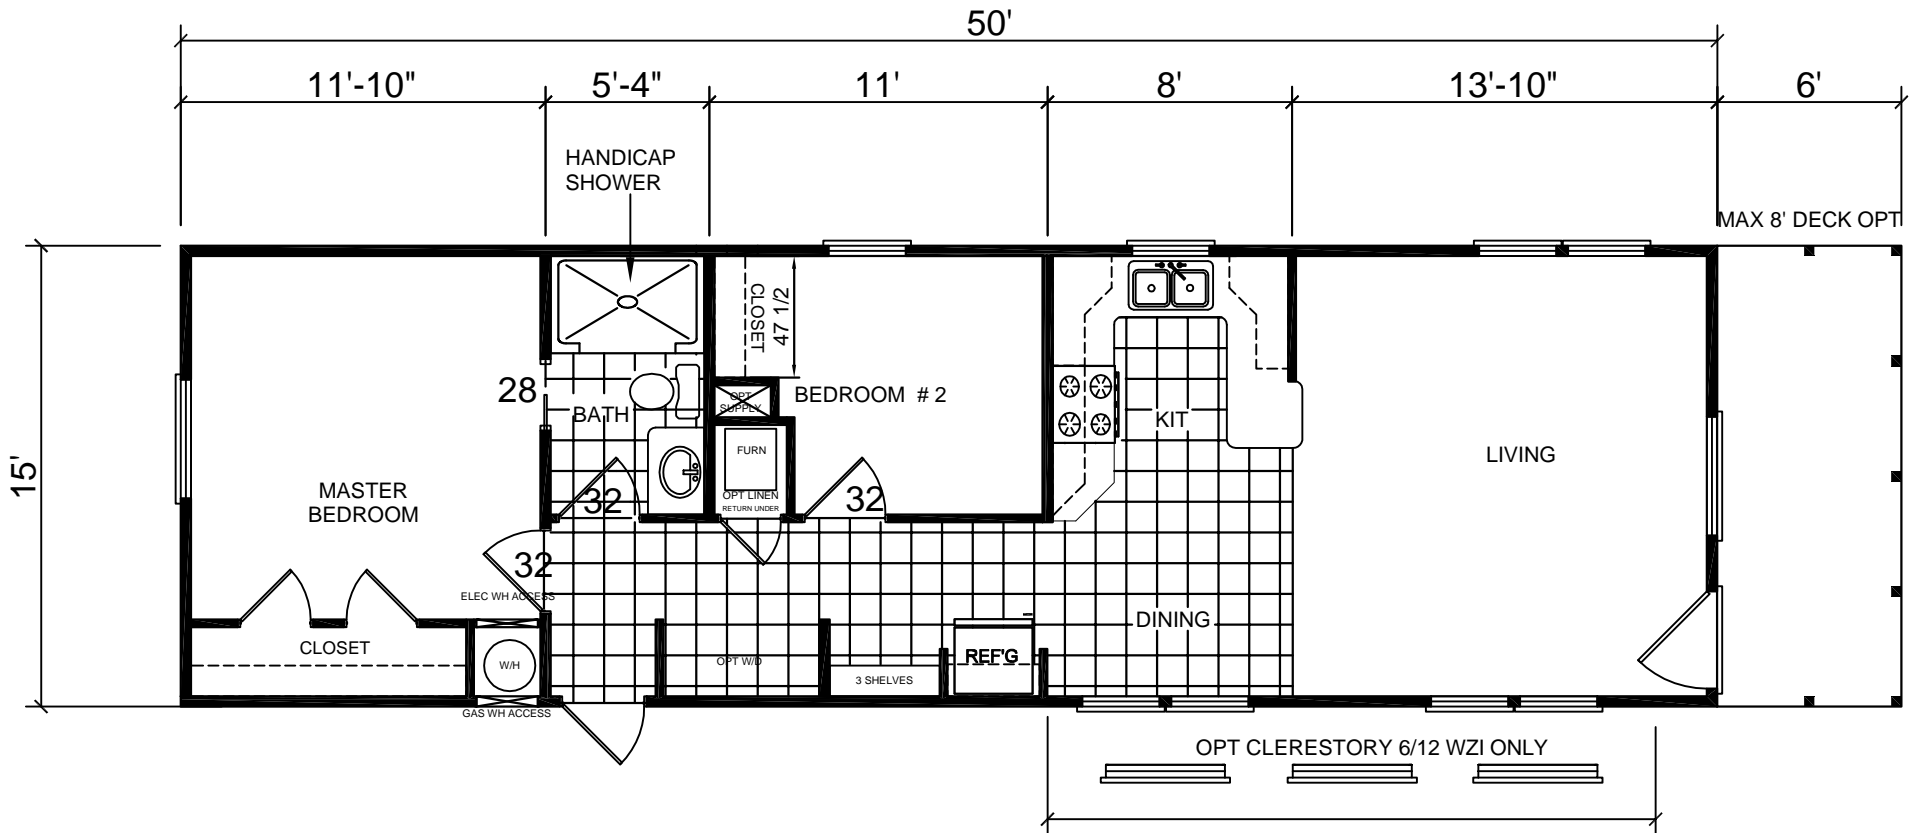 50'
11'-10"
5'-4"
11'
8'
13'-10"
6'
HANDICAP
SHOWER
MAX 8' DECK OPT
15'
CLOSET
47 1/2
28
BATH
OPT
SUPPLY
BEDROOM # 2
KIT
FURN
LIVING
MASTER
BEDROOM
32
OPT LINEN
RETURN UNDER
32
32
ELEC WH ACCESS
DINING
CLOSET
W/H
OPT W/D
REF'G
3 SHELVES
GAS WH ACCESS
OPT CLERESTORY 6/12 WZI ONLY